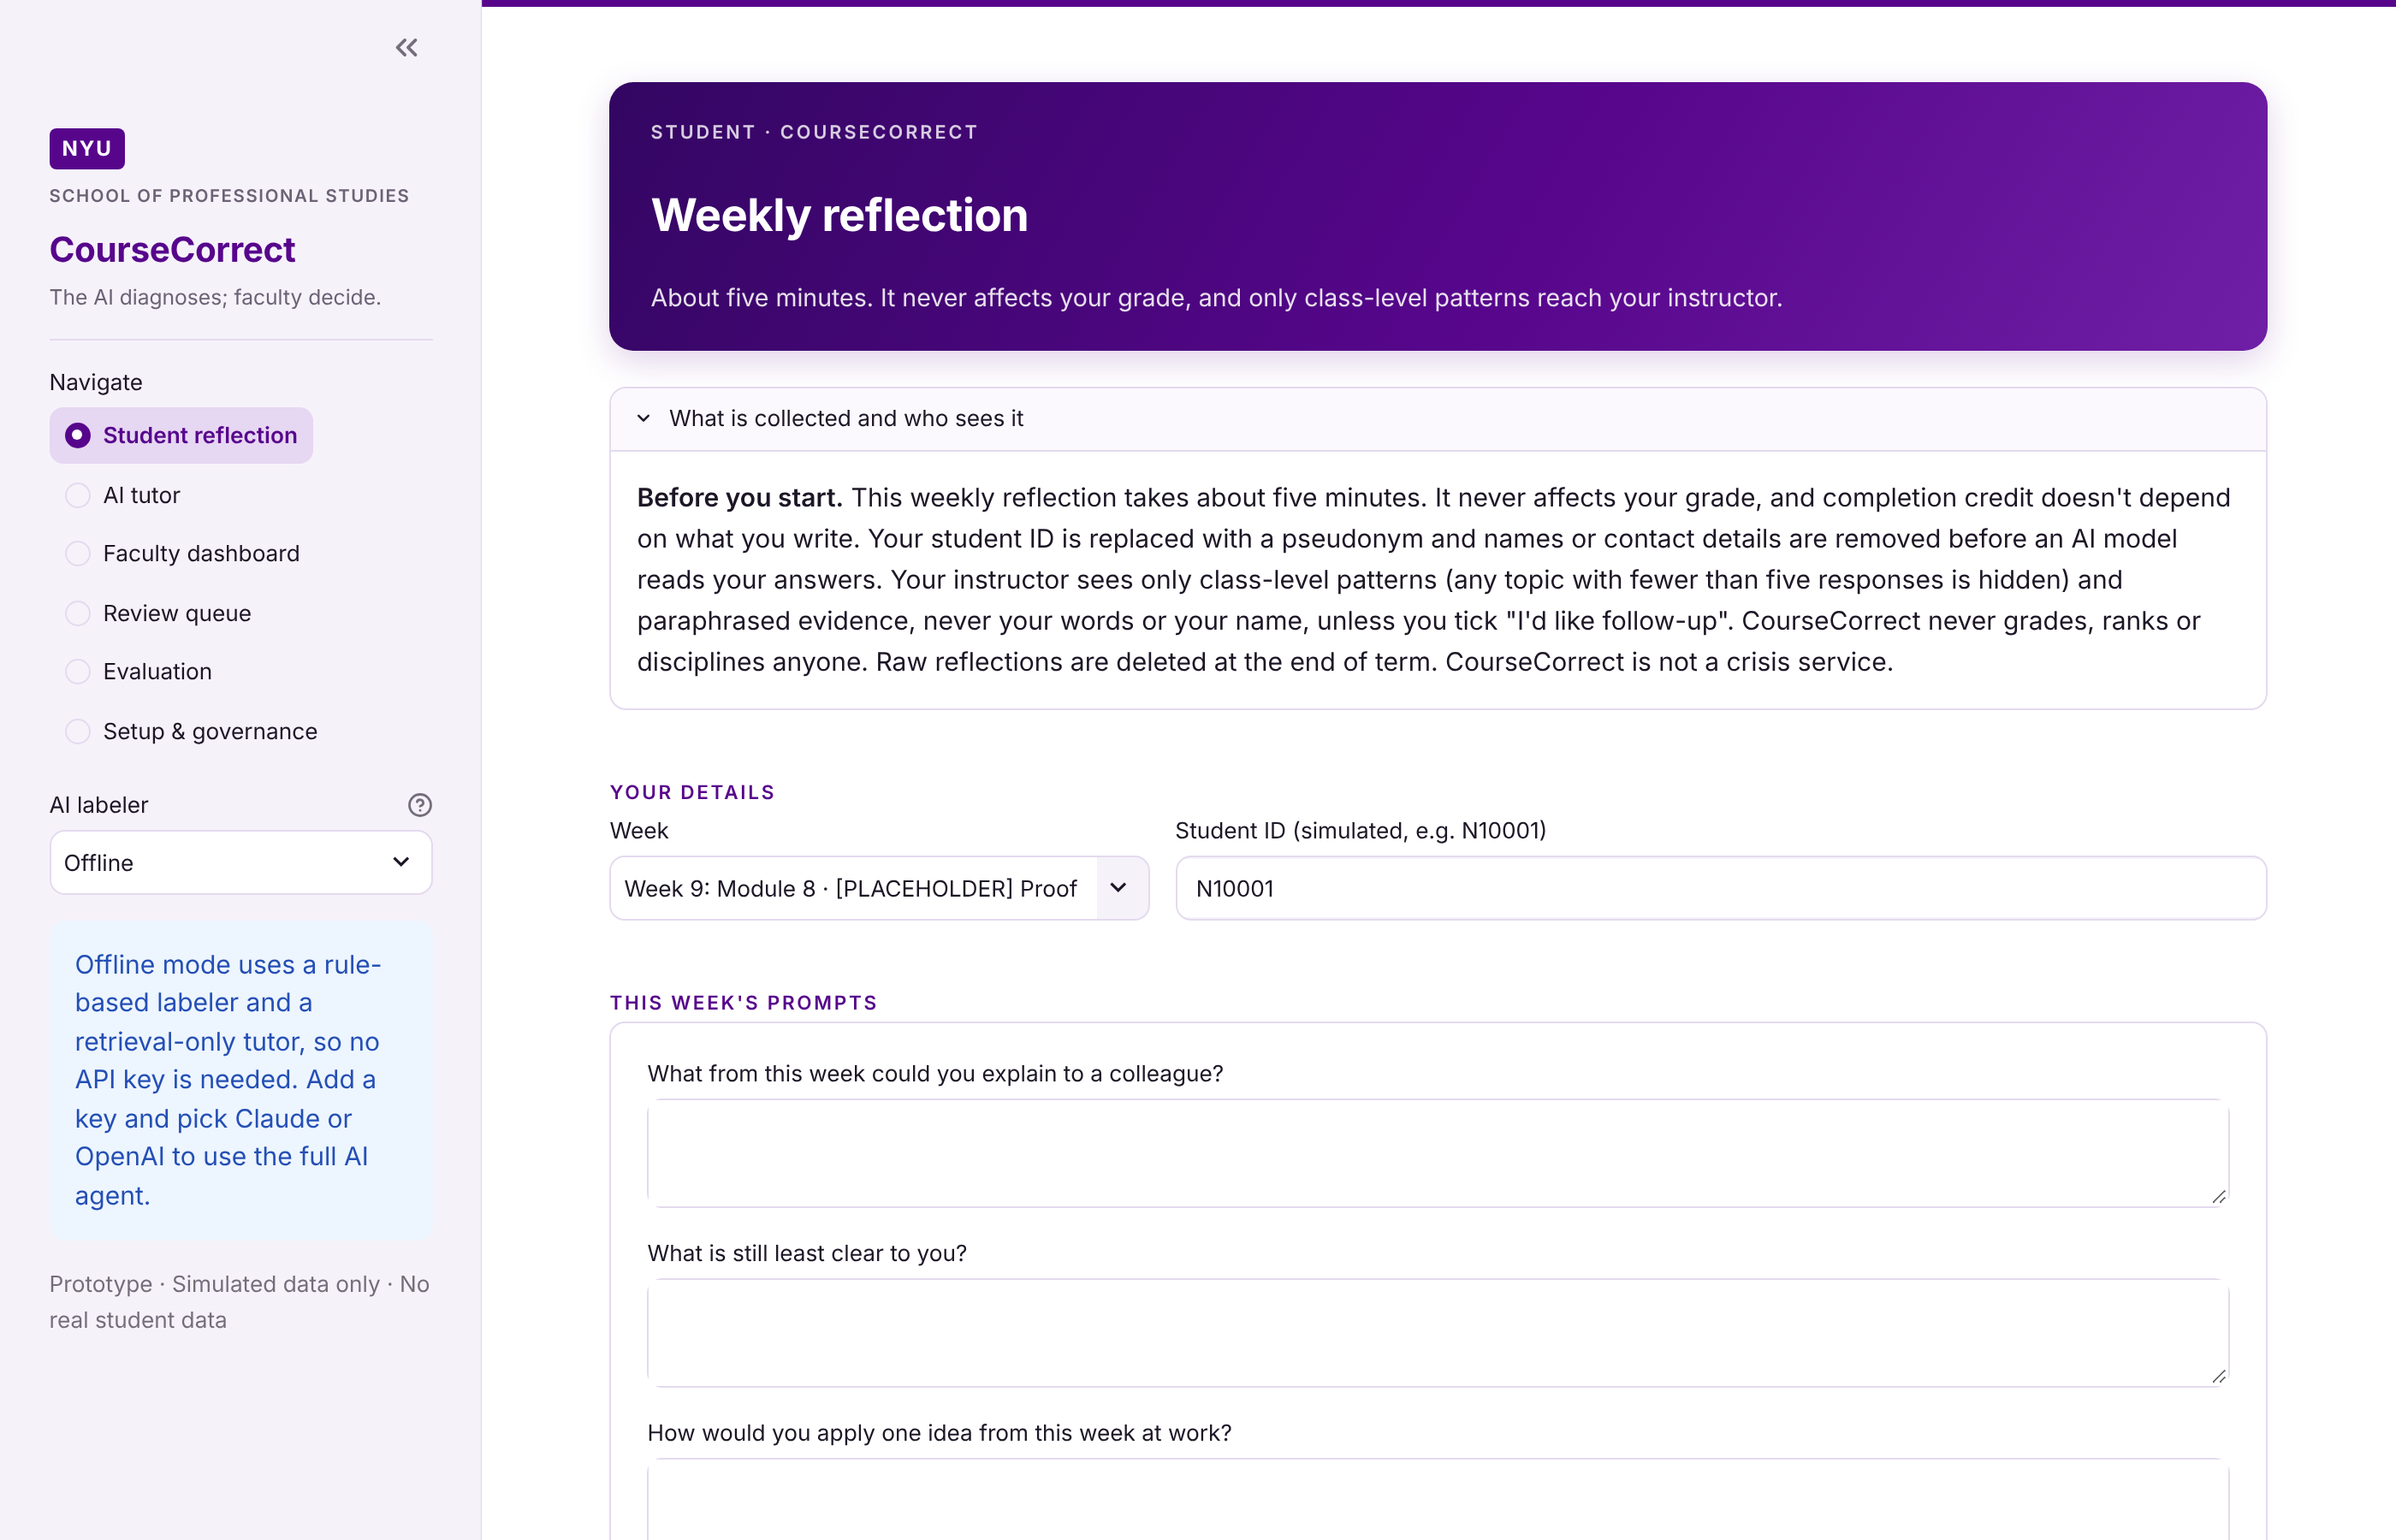 NYU
SCHOOL OF PROFESSIONAL STUDIES
CourseCorrect
The AI diagnoses; faculty decide.
Navigate
Student reflection
AI tutor
Faculty dashboard
Review queue
Evaluation
Setup & governance
AI labeler
Offline
Offline mode uses a rule-
based labeler and a
retrieval-only tutor, so no
API key is needed. Add a
key and pick Claude or
OpenAI to use the full AI
agent.
Prototype · Simulated data only · No
real student data
STUDENT · COURSECORRECT
Weekly reflection
About five minutes. It never affects your grade, and only class-level patterns reach your instructor.
What is collected and who sees it
Before you start. This weekly reflection takes about five minutes. It never affects your grade, and completion credit doesn't depend
on what you write. Your student ID is replaced with a pseudonym and names or contact details are removed before an AI model
reads your answers. Your instructor sees only class-level patterns (any topic with fewer than five responses is hidden) and
paraphrased evidence, never your words or your name, unless you tick "I'd like follow-up". CourseCorrect never grades, ranks or
disciplines anyone. Raw reflections are deleted at the end of term. CourseCorrect is not a crisis service.
YOUR DETAILS
Week
Student ID (simulated, e.g. N10001)
Week 9: Module 8 · [PLACEHOLDER] Proof
N10001
THIS WEEK'S PROMPTS
What from this week could you explain to a colleague?
What is still least clear to you?
How would you apply one idea from this week at work?